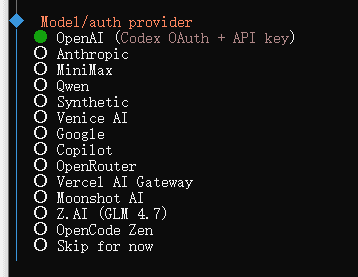 Model/auth provider
OpenAI (Codex OAuth + API key)
Anthropic
MiniMax
Qwen
Synthetic
Venice AI
Google
Copilot
OpenRouter
Vercel AI Gateway
Moonshot AI
Z.AI (GLM 4.7)
OpenCode Zen
Skip for now